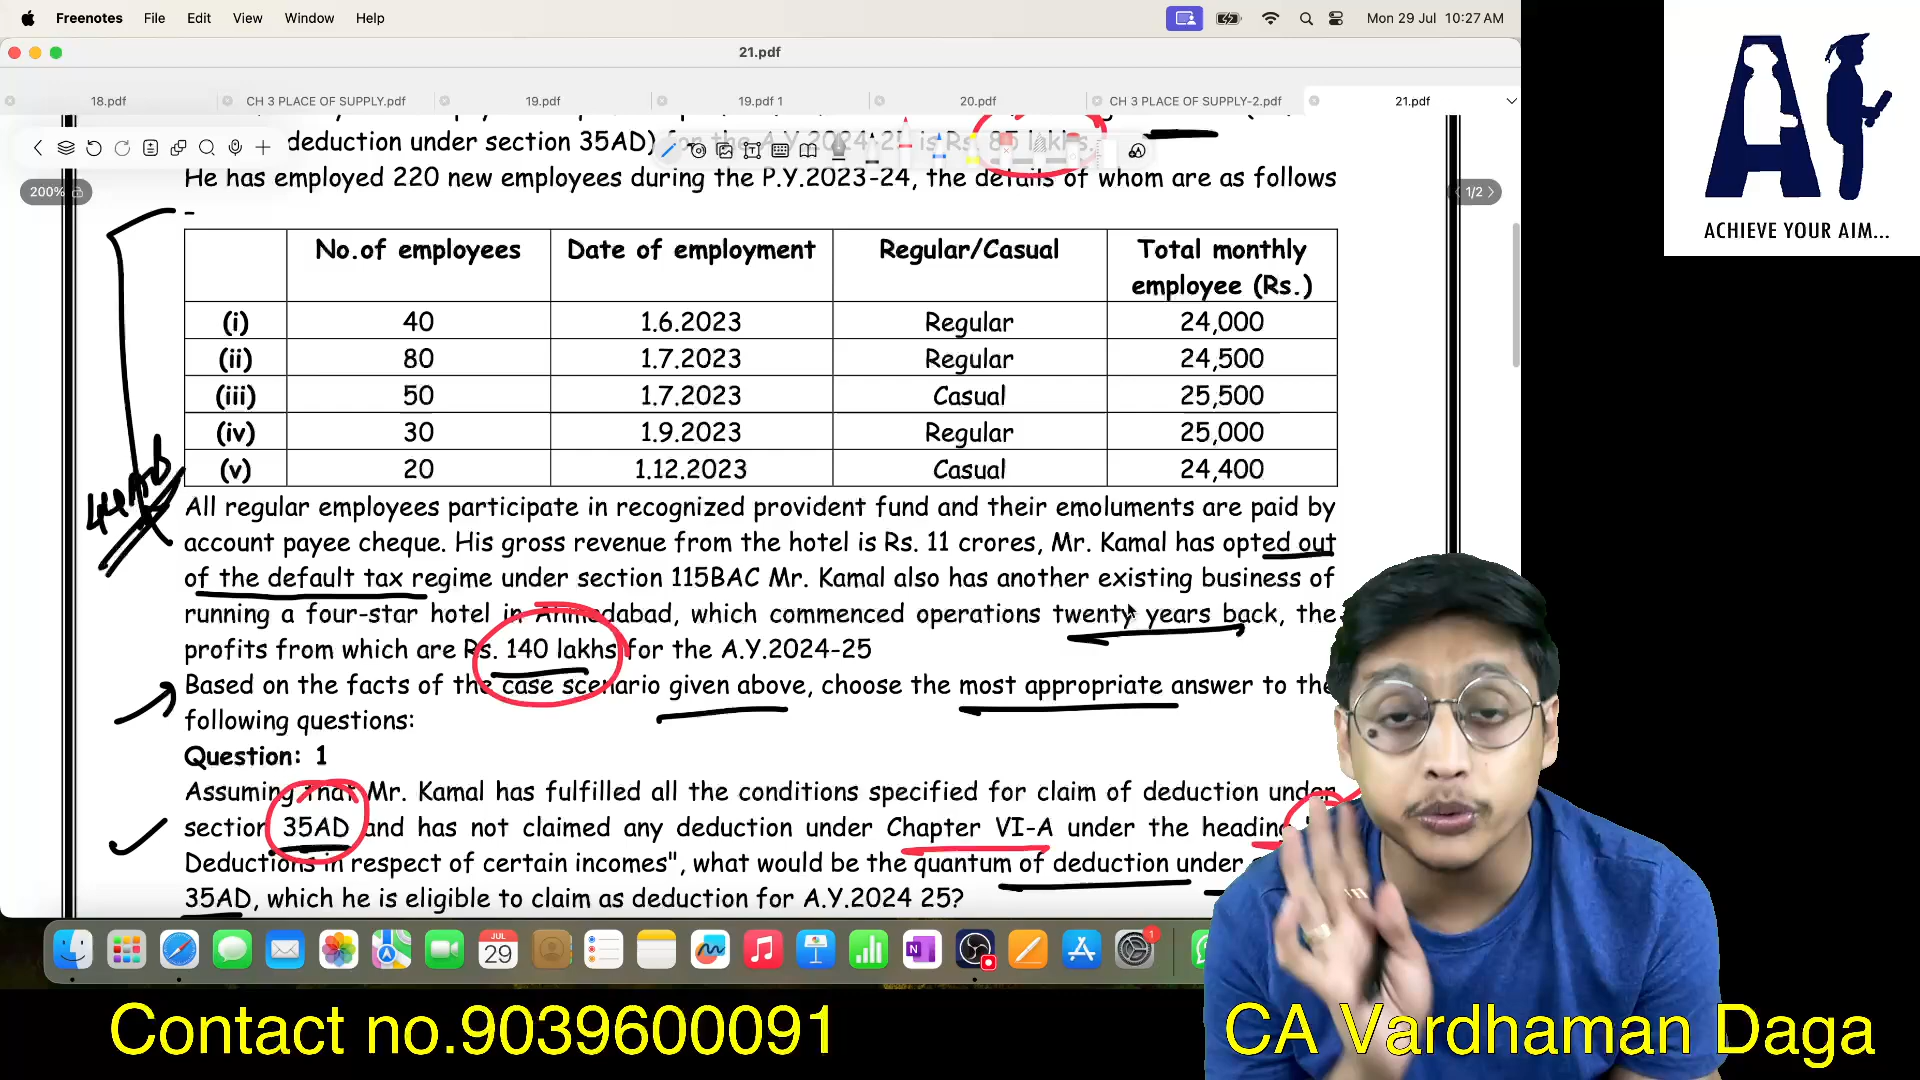 Freenotes File Edit View Window Help Mon 29 Jul 10:27 AM
21.pdf
18.pdf CH 3 PLACE OF SUPPLY.pdf 19.pdf 19.pdf 1 20.pdf CH 3 PLACE OF SUPPLY-2.pdf 21.pdf
deduction under section 35AD) for the A.Y.2024-25 is Rs. 85 lakhs.
200%
1/2
He has employed 220 new employees during the P.Y.2023-24, the details of whom are as follows
-
No.of employees Date of employment Regular/Casual Total monthly employee (Rs.)
(i) 40 1.6.2023 Regular 24,000
(ii) 80 1.7.2023 Regular 24,500
(iii) 50 1.7.2023 Casual 25,500
(iv) 30 1.9.2023 Regular 25,000
(v) 20 1.12.2023 Casual 24,400
All regular employees participate in recognized provident fund and their emoluments are paid by
account payee cheque. His gross revenue from the hotel is Rs. 11 crores, Mr. Kamal has opted out
of the default tax regime under section 115BAC Mr. Kamal also has another existing business of
running a four-star hotel in Ahmedabad, which commenced operations twenty years back, the
profits from which are Rs. 140 lakhs for the A.Y.2024-25
Based on the facts of the case scenario given above, choose the most appropriate answer to the
following questions:
Question: 1
Assuming that Mr. Kamal has fulfilled all the conditions specified for claim of deduction under
section 35AD and has not claimed any deduction under Chapter VI-A under the heading
Deductions in respect of certain incomes", what would be the quantum of deduction under
35AD, which he is eligible to claim as deduction for A.Y.2024 25?
JUL
29
1
ACHIEVE YOUR AIM...
Contact no.9039600091
CA Vardhaman Daga